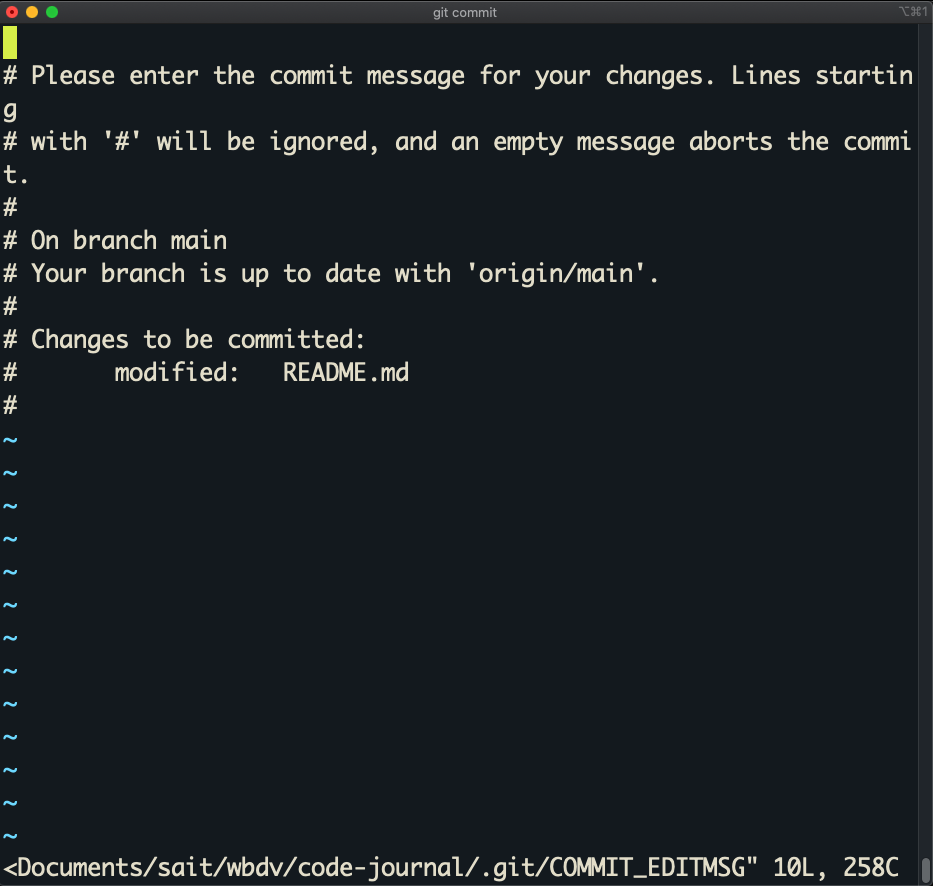 git commit
⌥⌘1
# Please enter the commit message for your changes. Lines startin
g
# with '#' will be ignored, and an empty message aborts the commi
t.
#
# On branch main
# Your branch is up to date with 'origin/main'.
#
# Changes to be committed:
#       modified:   README.md
#
~
~
~
~
~
~
~
~
~
~
~
~
~
<Documents/sait/wbdv/code-journal/.git/COMMIT_EDITMSG" 10L, 258C